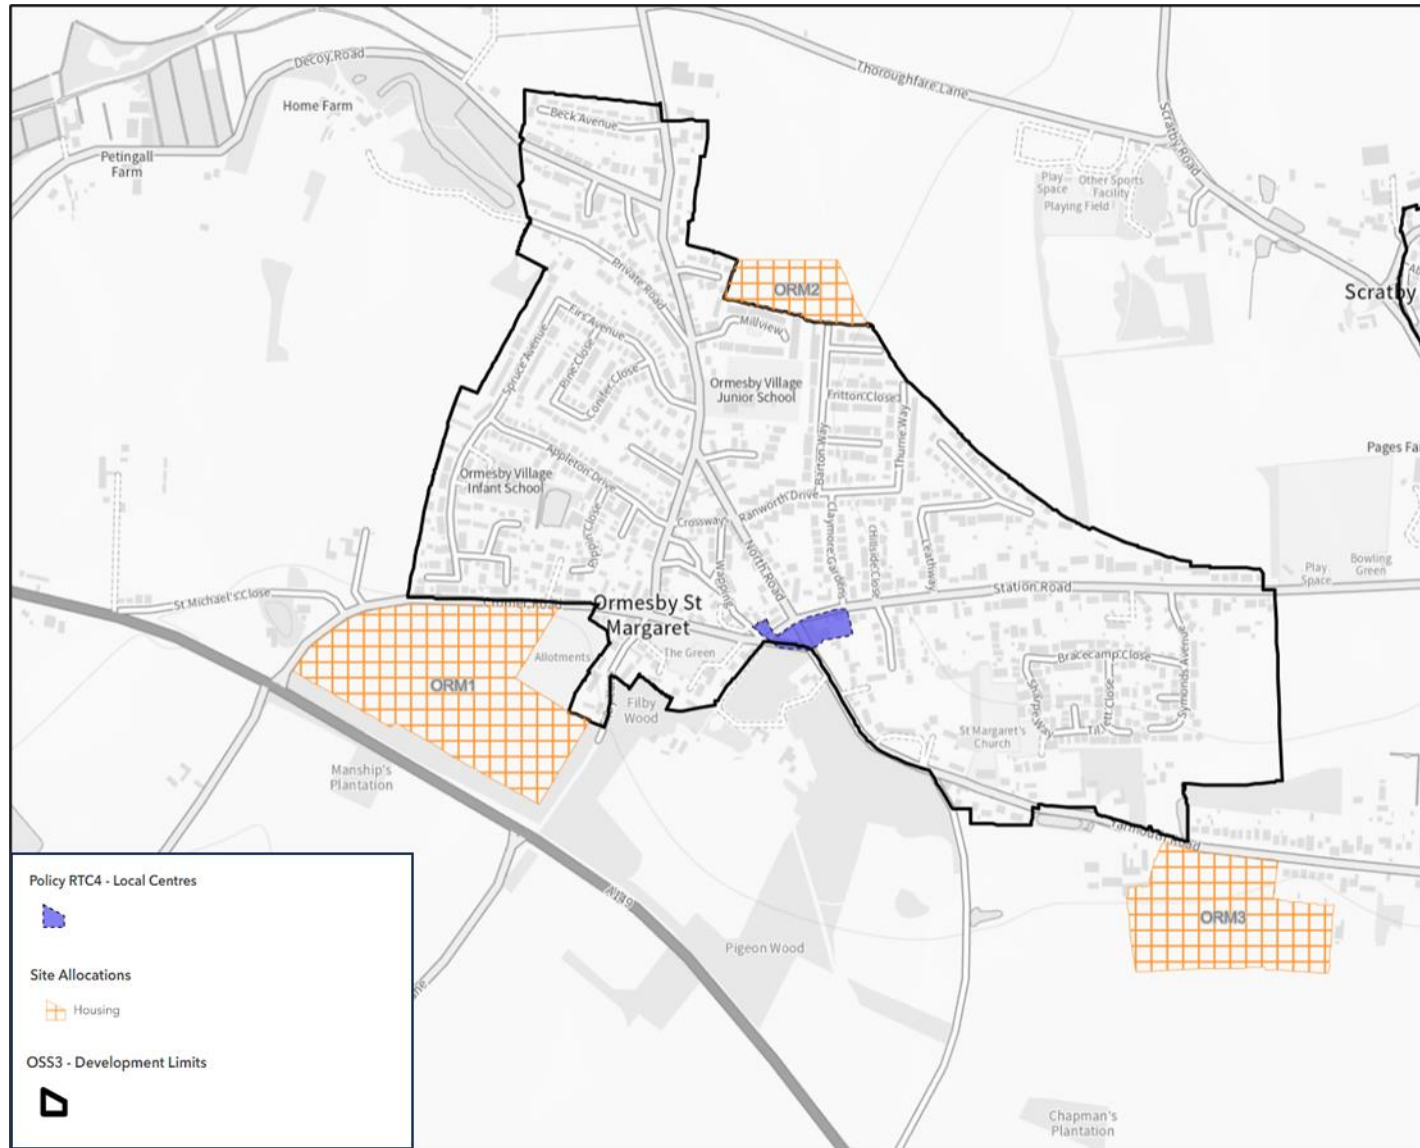 Decoy Road
Thoroughfare Lane
Home Farm
Beck Avenue
Scratby Road
Petingall
Farm
Play
Space
Other Sports
Facility
Playing Field
Private Road
Scratby
ORM2
Millview
Firs Avenue
Spruce Avenue
Pine Close
Conifer Close
Ormesby Village
Junior School
Fritton Close
Thurne Way
Barton Way
Appleton Drive
Ormesby Village
Infant School
Ranworth Drive
Crossway
Claymore Gardens
Hillside Close
Leathway
North Road
Wapping
Station Road
Play
Space
Bowling
Green
St Michael's Close
Cromer Road
Ormesby St
Margaret
The Green
Allotments
ORM1
Filby
Wood
Bracecamp Close
Symonds Avenue
Sharpe Way
St Margaret's
Church
Manship's
Plantation
Yarmouth Road
A149
ORM3
Pigeon Wood
Chapman's
Plantation
Policy RTC4 - Local Centres
Site Allocations
Housing
OSS3 - Development Limits